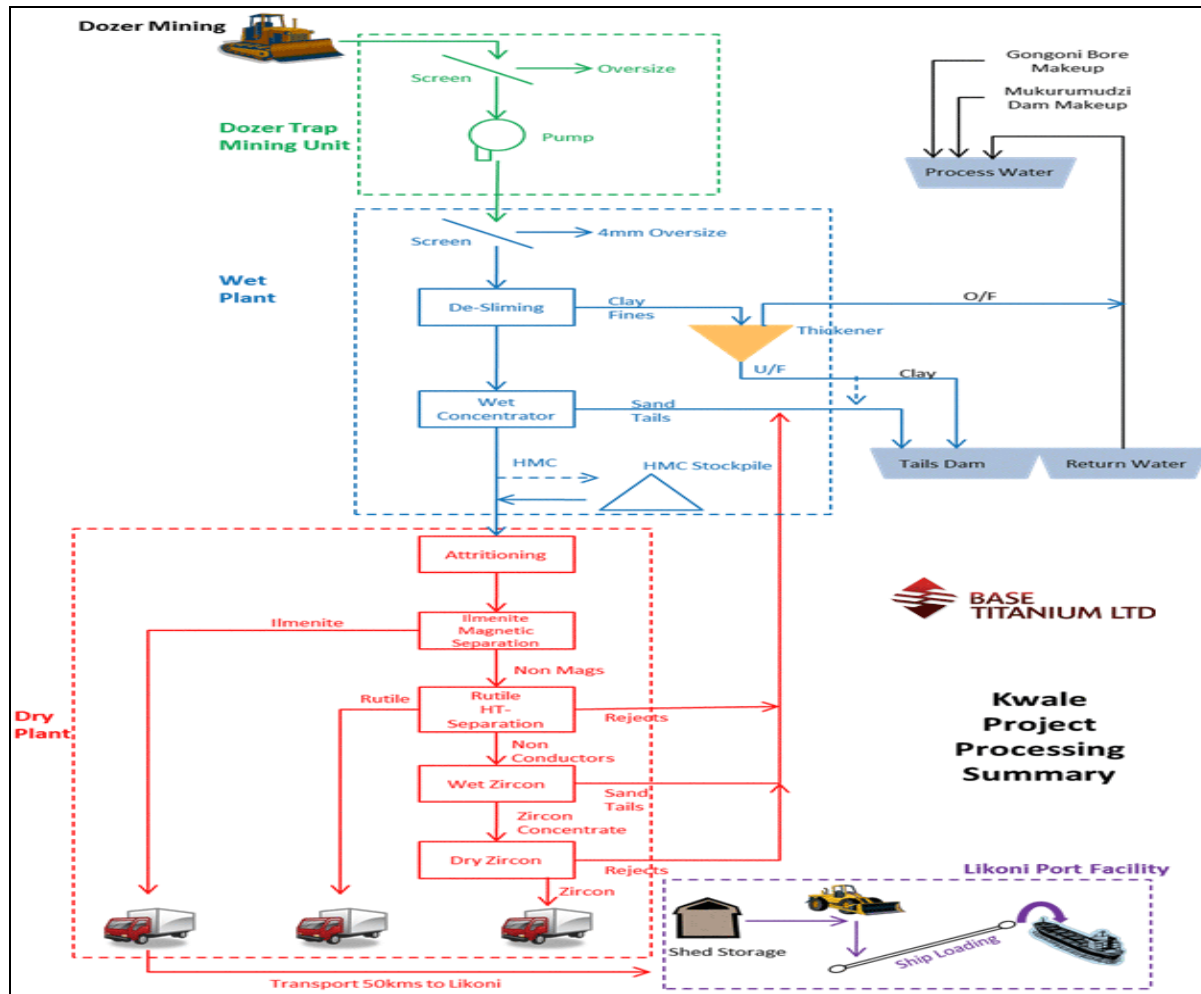 Dozer Mining
Screen
Oversize
Dozer Trap
Mining Unit
Pump
Gongoni Bore
Makeup
Mukurumudzi
Dam Makeup
Process Water
Screen
4mm Oversize
Wet
Plant
De-Sliming
Clay
Fines
O/F
Thickener
U/F
Clay
Wet
Concentrator
Sand
Tails
HMC
HMC Stockpile
Tails Dam
Return Water
Attritioning
Ilmenite
Ilmenite
Magnetic
Separation
Non Mags
Rutile
Rutile
HT-
Separation
Rejects
Dry
Plant
Non
Conductors
Wet Zircon
Sand
Tails
Zircon
Concentrate
Dry Zircon
Rejects
Zircon
BASE
TITANIUM LTD
Kwale
Project
Processing
Summary
Likoni Port Facility
Shed Storage
Ship Loading
Transport 50kms to Likoni